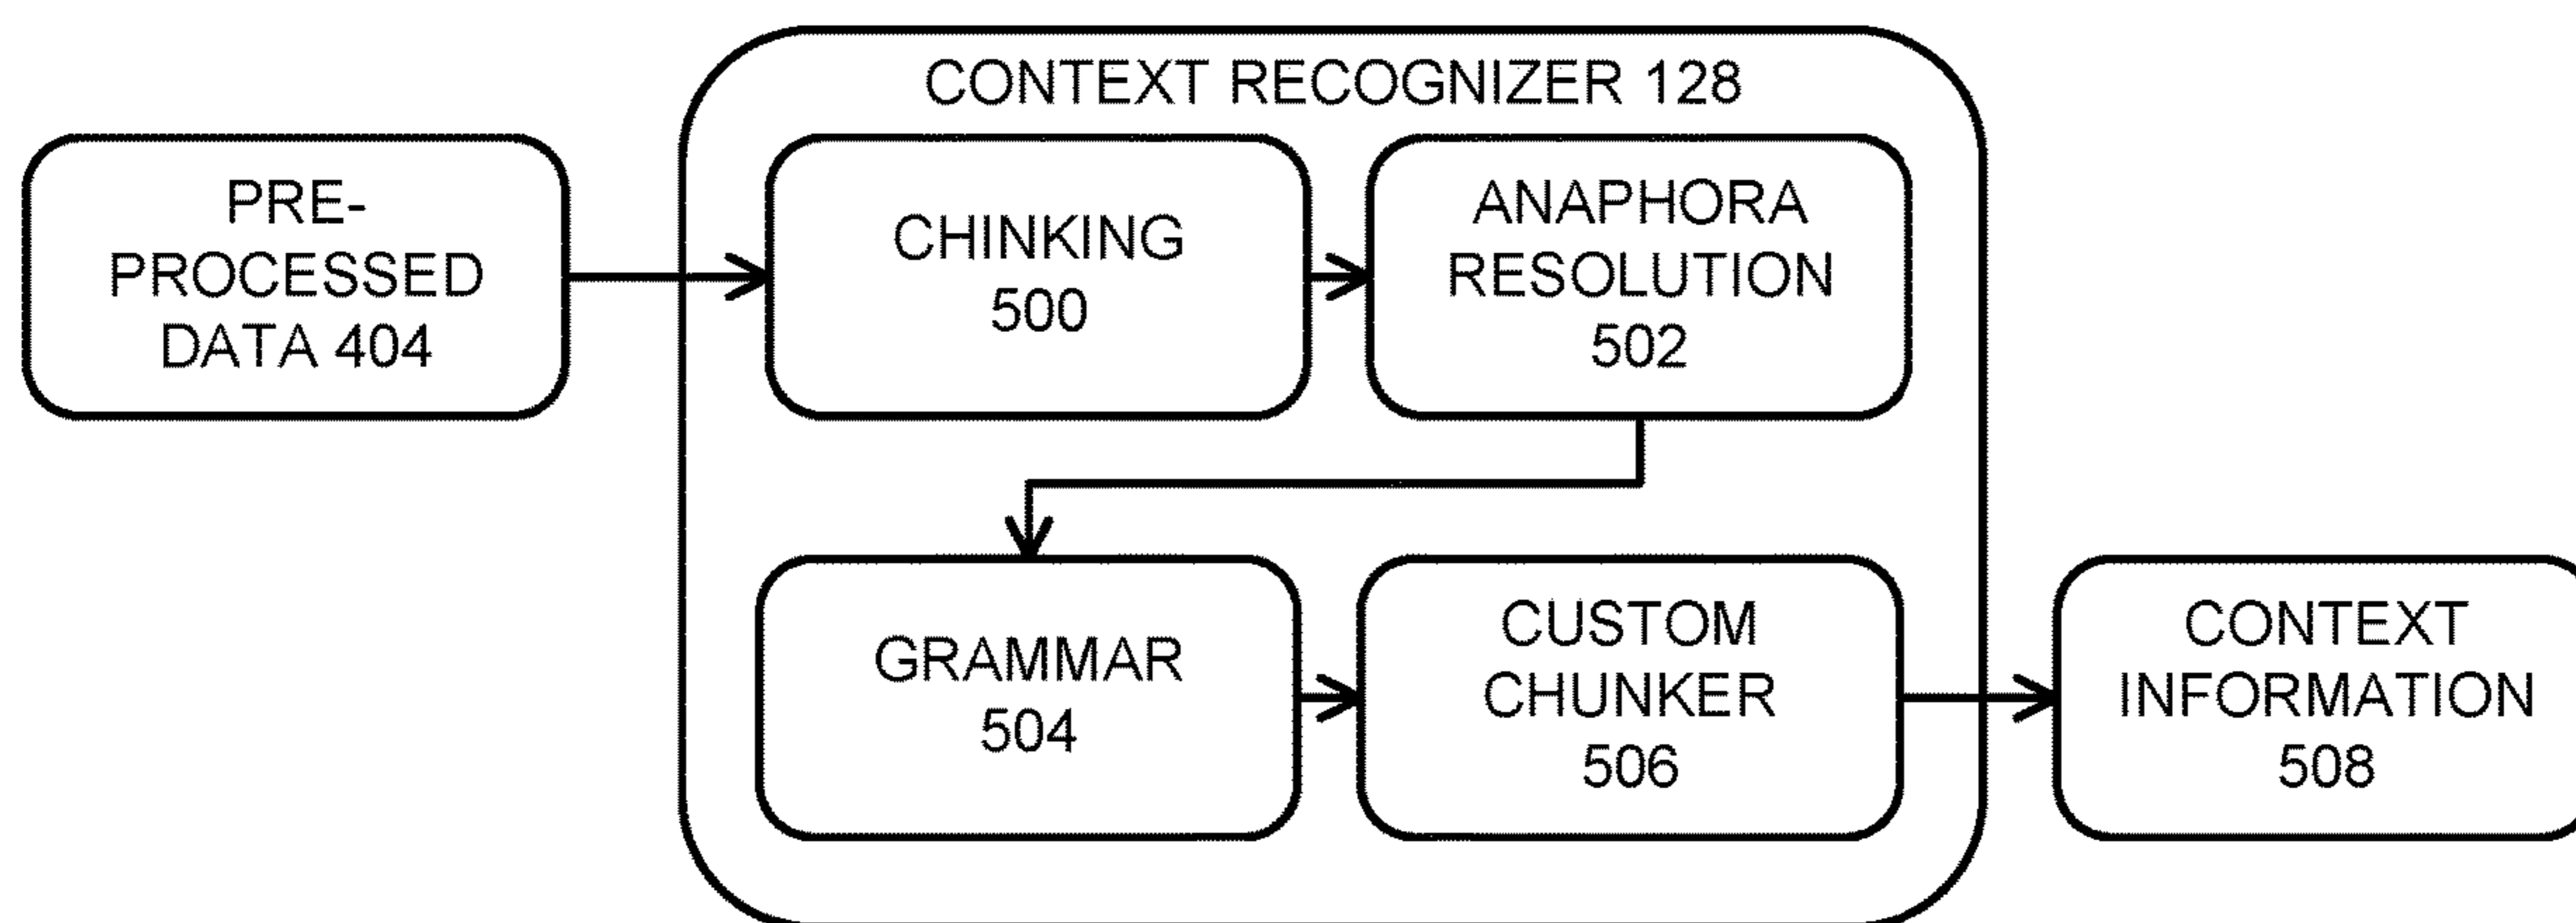 CONTEXT RECOGNIZER 128
PRE-
PROCESSED
DATA 404
CHINKING
500
ANAPHORA
RESOLUTION
502
GRAMMAR
504
CUSTOM
CHUNKER
506
CONTEXT
INFORMATION
508